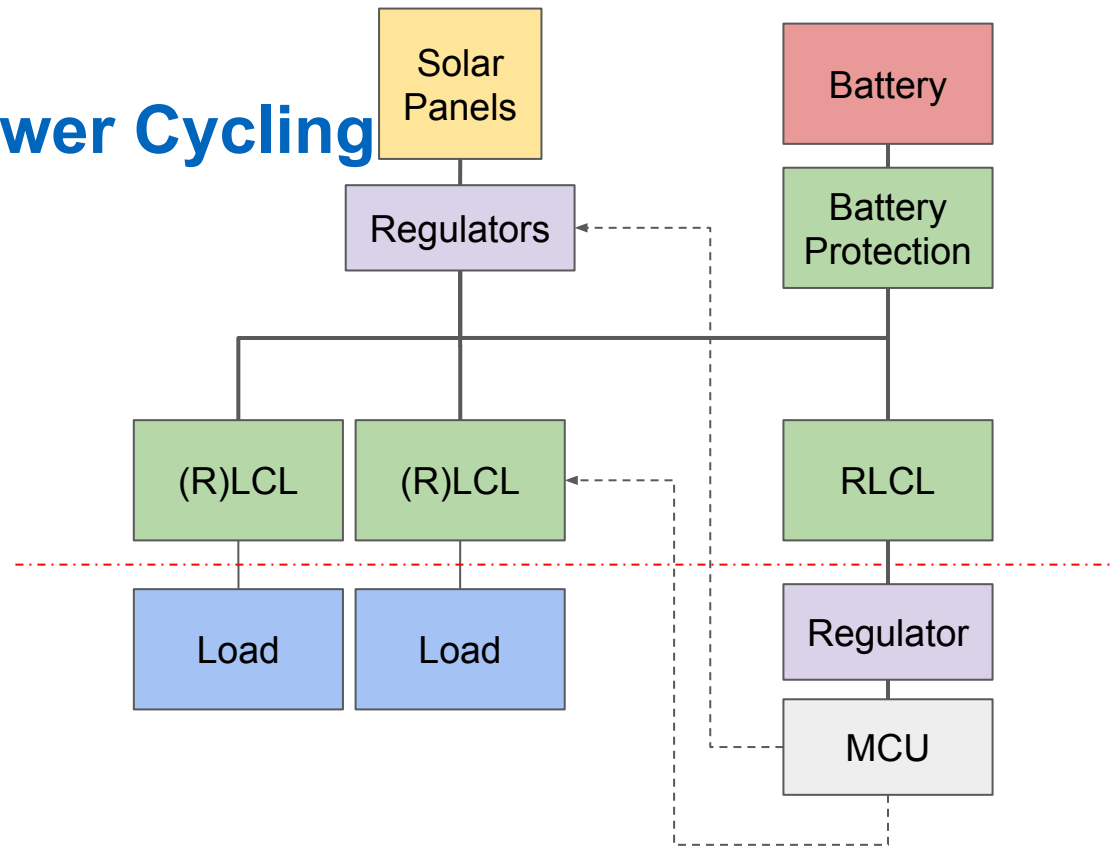 Solar
Panels
Battery
wer Cycling
Battery
Protection
Regulators
(R)LCL
(R)LCL
RLCL
Load
Load
Regulator
MCU